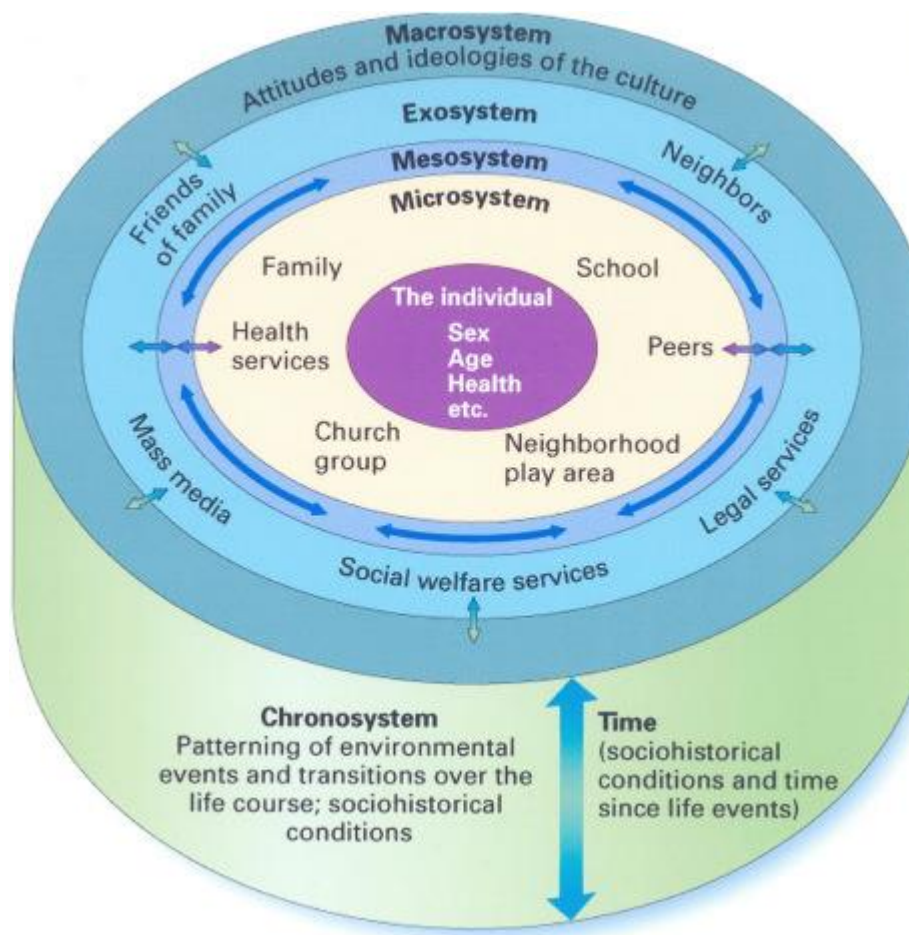 Macrosystem
Attitudes and ideologies of the culture
Exosystem
Mesosystem
Microsystem
Friends
of family
Neighbors
Family
School
The individual
Sex
Age
Health
etc.
Health
services
Peers
Church
group
Neighborhood
play area
Mass media
Legal services
Social welfare services
Chronosystem
Patterning of environmental
events and transitions over the
life course; sociohistorical
conditions
Time
(sociohistorical
conditions and time
since life events)